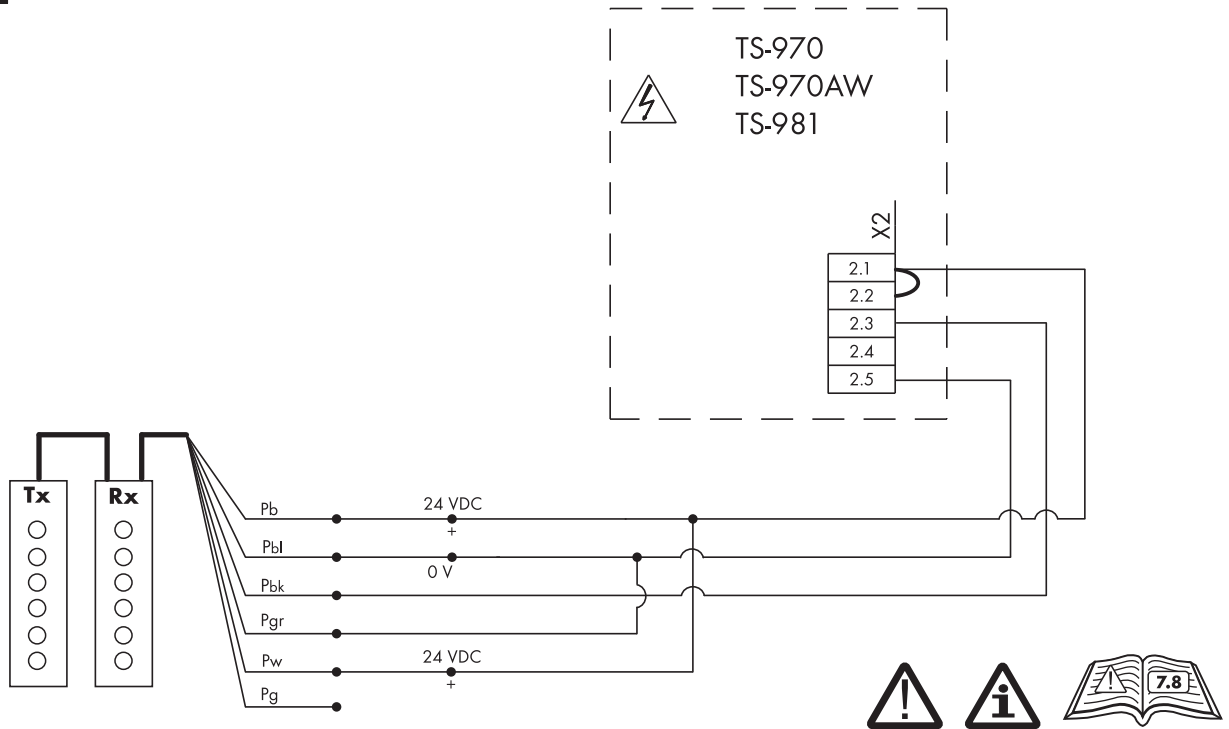 TS-970
TS-970AW
TS-981
X2
2.1
2.2
2.3
2.4
2.5
Tx
Rx
Pb
24 VDC
+
Pbl
0 V
Pbk
Pgr
Pw
24 VDC
+
Pg
!
i
!
7.8